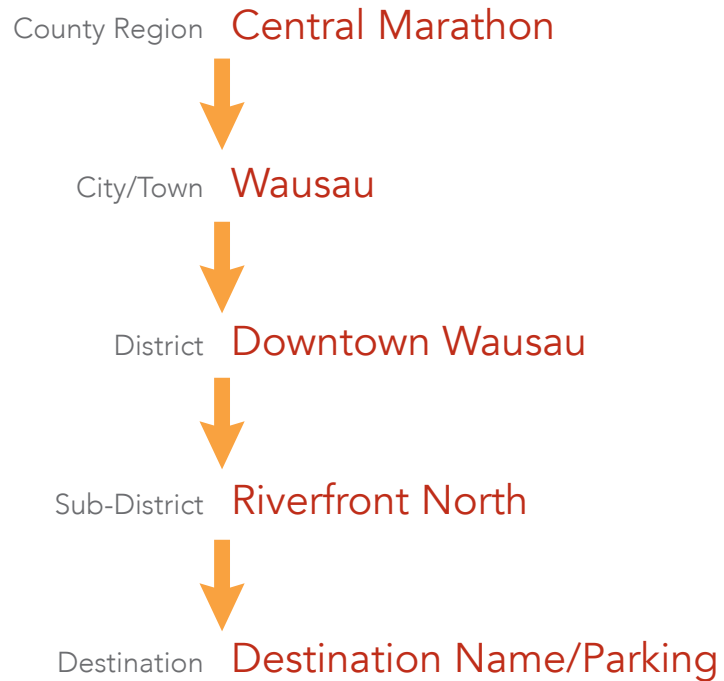 County Region Central Marathon
City/Town Wausau
District Downtown Wausau
Sub-District Riverfront North
Destination Destination Name/Parking